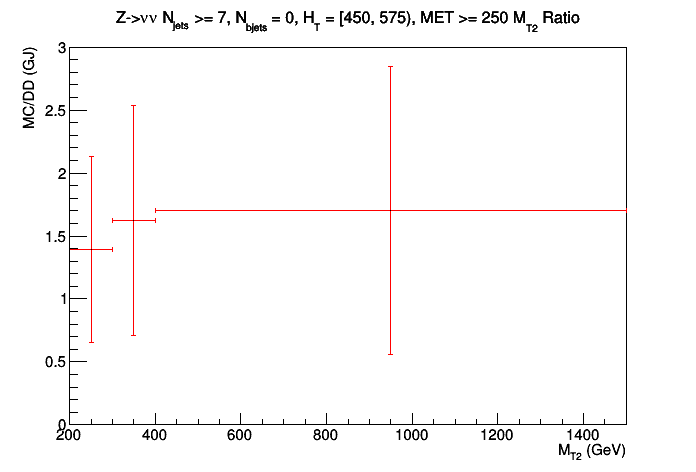 Z->νν N_jets >= 7, N_bjets = 0, H_T = [450, 575), MET >= 250 M_T2 Ratio
MC/DD (GJ)
3
2.5
2
1.5
1
0.5
0
200 400 600 800 1000 1200 1400
M_T2 (GeV)